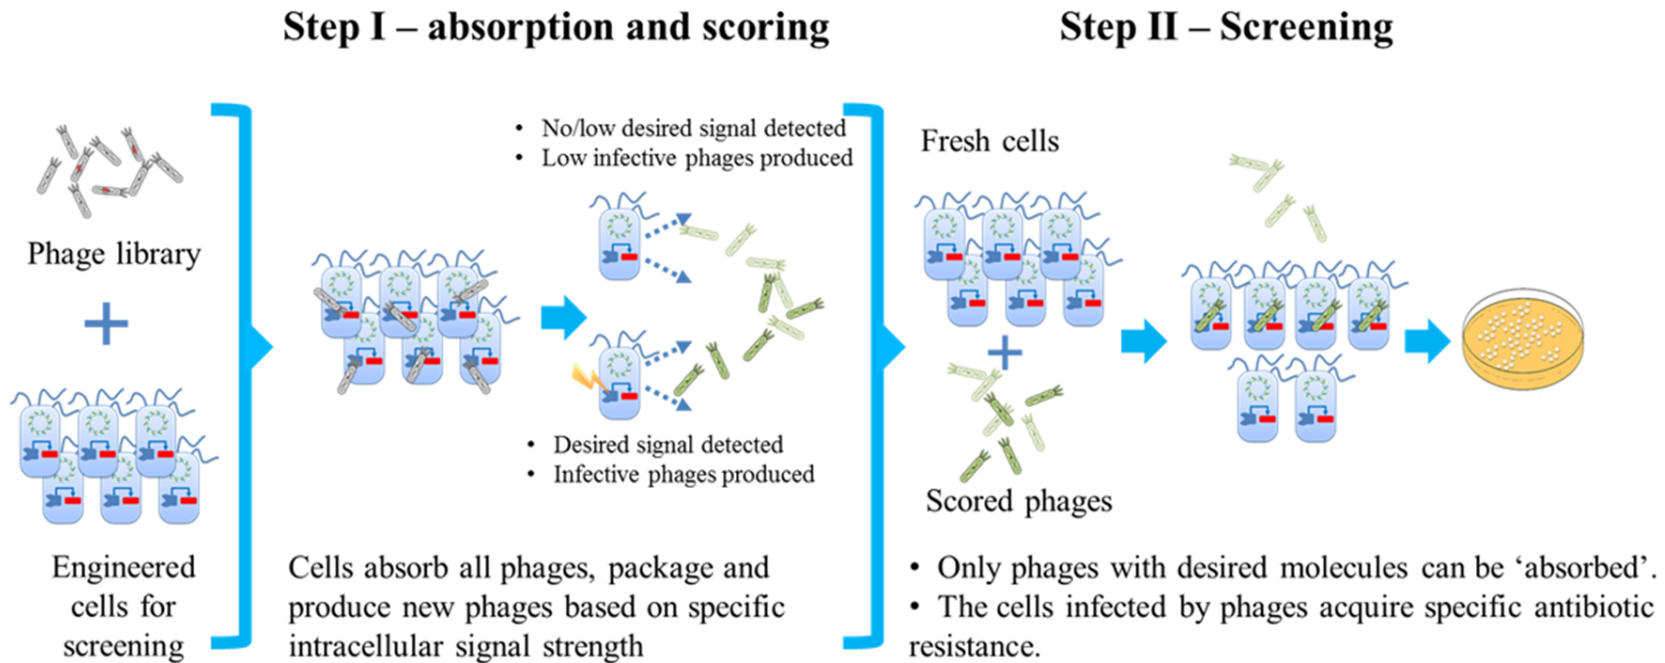 Step I – absorption and scoring
Step II – Screening
Phage library
Engineered
cells for
screening
• No/low desired signal detected
• Low infective phages produced
• Desired signal detected
• Infective phages produced
Cells absorb all phages, package and
produce new phages based on specific
intracellular signal strength
Fresh cells
Scored phages
• Only phages with desired molecules can be ‘absorbed’.
• The cells infected by phages acquire specific antibiotic
resistance.